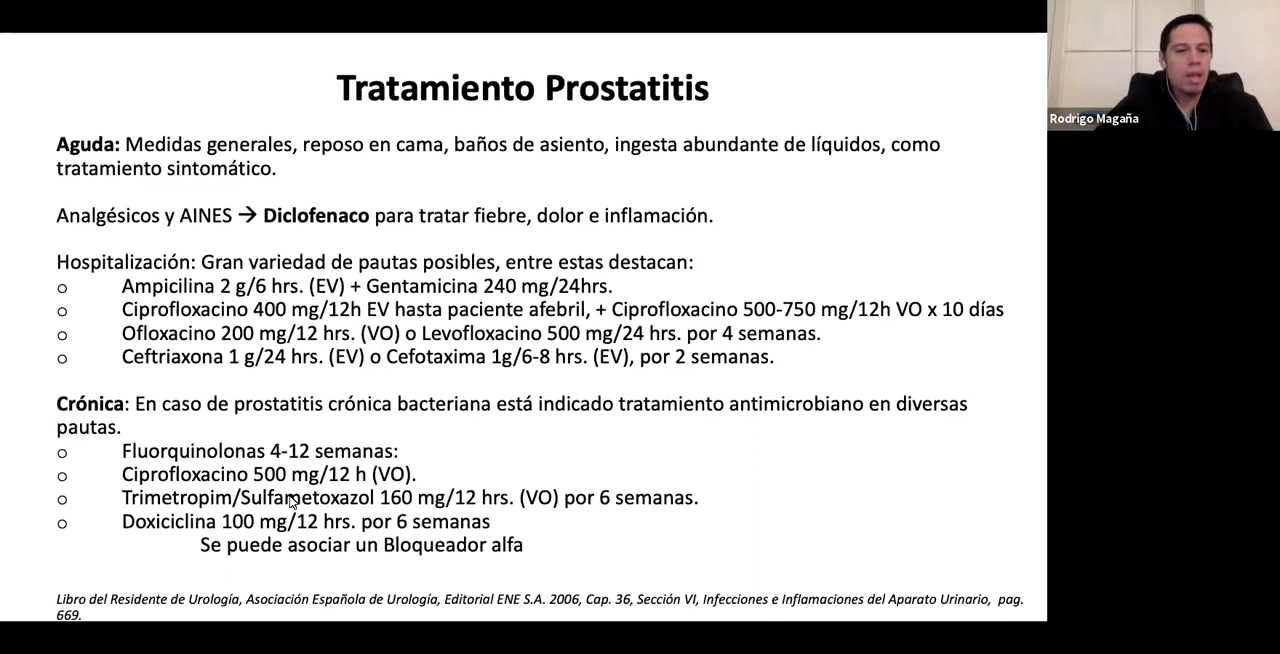 Tratamiento Prostatitis
Rodrigo Magaña
Aguda: Medidas generales, reposo en cama, baños de asiento, ingesta abundante de líquidos, como
tratamiento sintomático.
Analgésicos y AINES → Diclofenaco para tratar fiebre, dolor e inflamación.
Hospitalización: Gran variedad de pautas posibles, entre estas destacan:
o Ampicilina 2 g/6 hrs. (EV) + Gentamicina 240 mg/24hrs.
o Ciprofloxacino 400 mg/12h EV hasta paciente afebril, + Ciprofloxacino 500-750 mg/12h VO x 10 días
o Ofloxacino 200 mg/12 hrs. (VO) o Levofloxacino 500 mg/24 hrs. por 4 semanas.
o Ceftriaxona 1 g/24 hrs. (EV) o Cefotaxima 1g/6-8 hrs. (EV), por 2 semanas.
Crónica: En caso de prostatitis crónica bacteriana está indicado tratamiento antimicrobiano en diversas
pautas.
o Fluorquinolonas 4-12 semanas:
o Ciprofloxacino 500 mg/12 h (VO).
o Trimetropim/Sulfametoxazol 160 mg/12 hrs. (VO) por 6 semanas.
o Doxiciclina 100 mg/12 hrs. por 6 semanas
Se puede asociar un Bloqueador alfa
Libro del Residente de Urología, Asociación Española de Urología, Editorial ENE S.A. 2006, Cap. 36, Sección VI, Infecciones e Inflamaciones del Aparato Urinario, pag.
669.